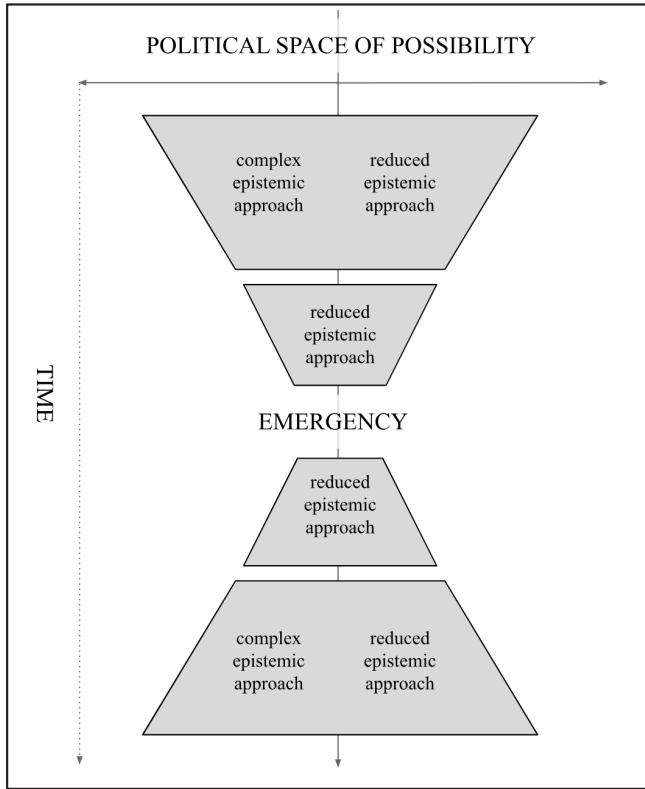 POLITICAL SPACE OF POSSIBILITY
complex
epistemic
approach
reduced
epistemic
approach
reduced
epistemic
approach
TIME
EMERGENCY
reduced
epistemic
approach
complex
epistemic
approach
reduced
epistemic
approach